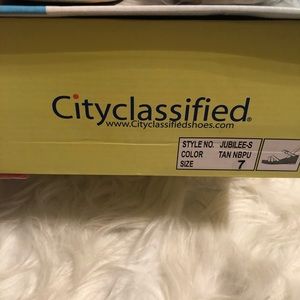 Cityclassified®
www.Cityclassifiedshoes.com
STYLE NO. JUBILEE-S
COLOR TAN NBPU
SIZE 7